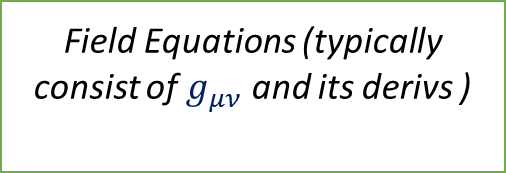 Field Equations (typically
consist of gμν and its derivs )